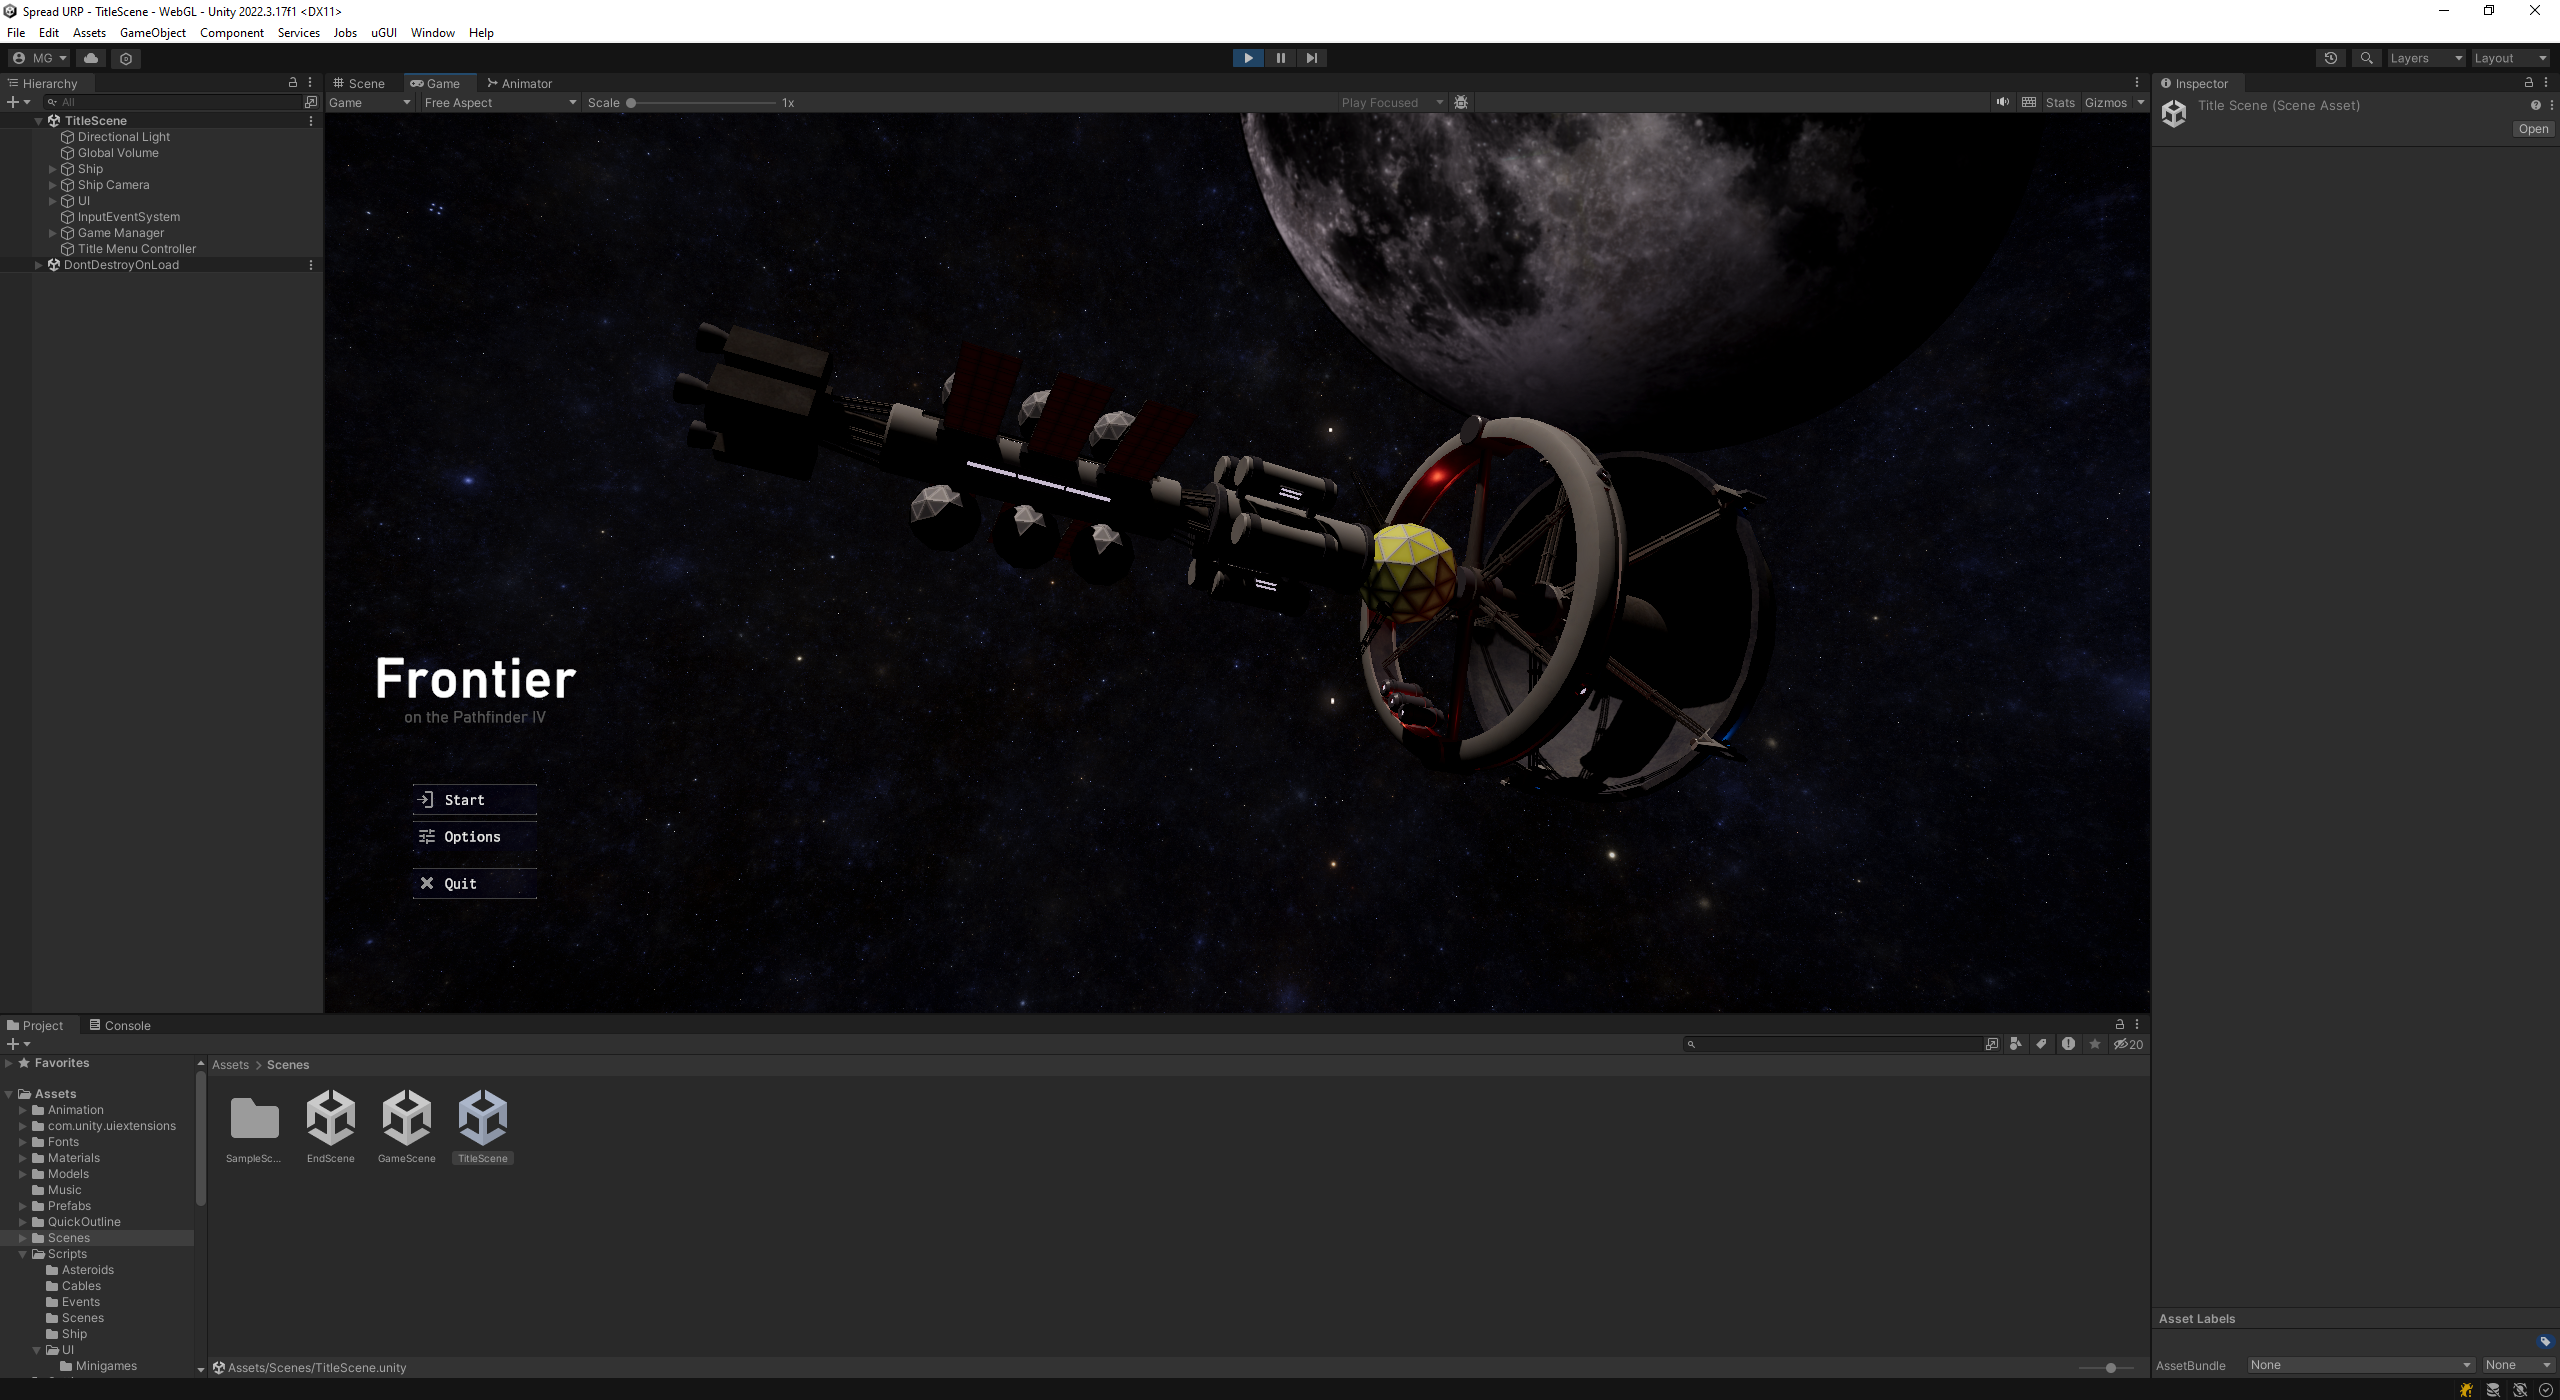 Spread URP - TitleScene - WebGL - Unity 2022.3.17f1 <DX11>
File Edit Assets GameObject Component Services Jobs uGUI Window Help
MG
Layers
Layout
Hierarchy
All
TitleScene
Directional Light
Global Volume
Ship
Ship Camera
UI
InputEventSystem
Game Manager
Title Menu Controller
DontDestroyOnLoad
Scene
Game
Animator
Game
Free Aspect
Scale
1x
Play Focused
Stats
Gizmos
Frontier
on the Pathfinder IV
Start
Options
Quit
Inspector
Title Scene (Scene Asset)
Open
Project
Console
20
Favorites
Assets
Animation
com.unity.uiextensions
Fonts
Materials
Models
Music
Prefabs
QuickOutline
Scenes
Scripts
Asteroids
Cables
Events
Scenes
Ship
UI
Minigames
Assets > Scenes
SampleSc...
EndScene
GameScene
TitleScene
Assets/Scenes/TitleScene.unity
Asset Labels
AssetBundle
None
None